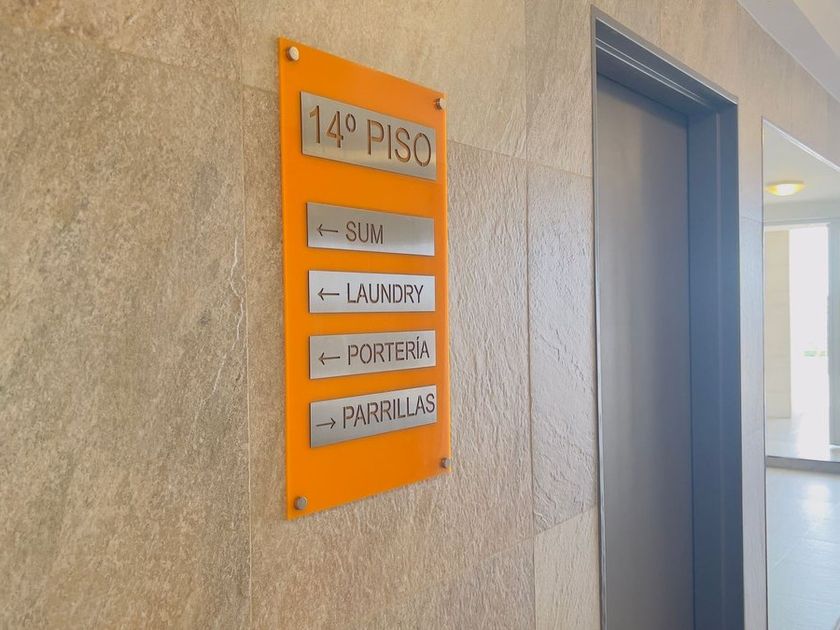 14º PISO
← SUM
← LAUNDRY
← PORTERÍA
→ PARRILLAS